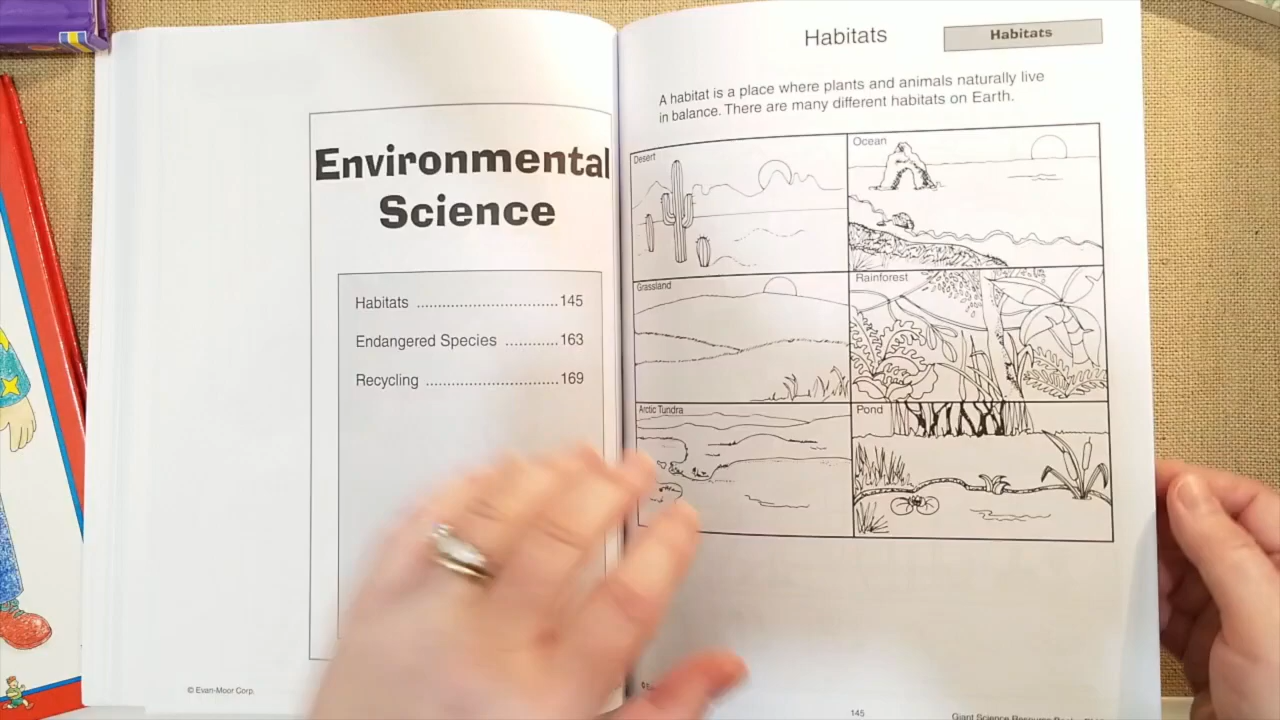 Environmental
Science
Habitats ................................. 145
Endangered Species ............ 163
Recycling ............................... 169
© Evan-Moor Corp.
Habitats
Habitats
A habitat is a place where plants and animals naturally live
in balance. There are many different habitats on Earth.
Desert
Ocean
Grassland
Rainforest
Arctic Tundra
Pond
145
Giant Science Resource